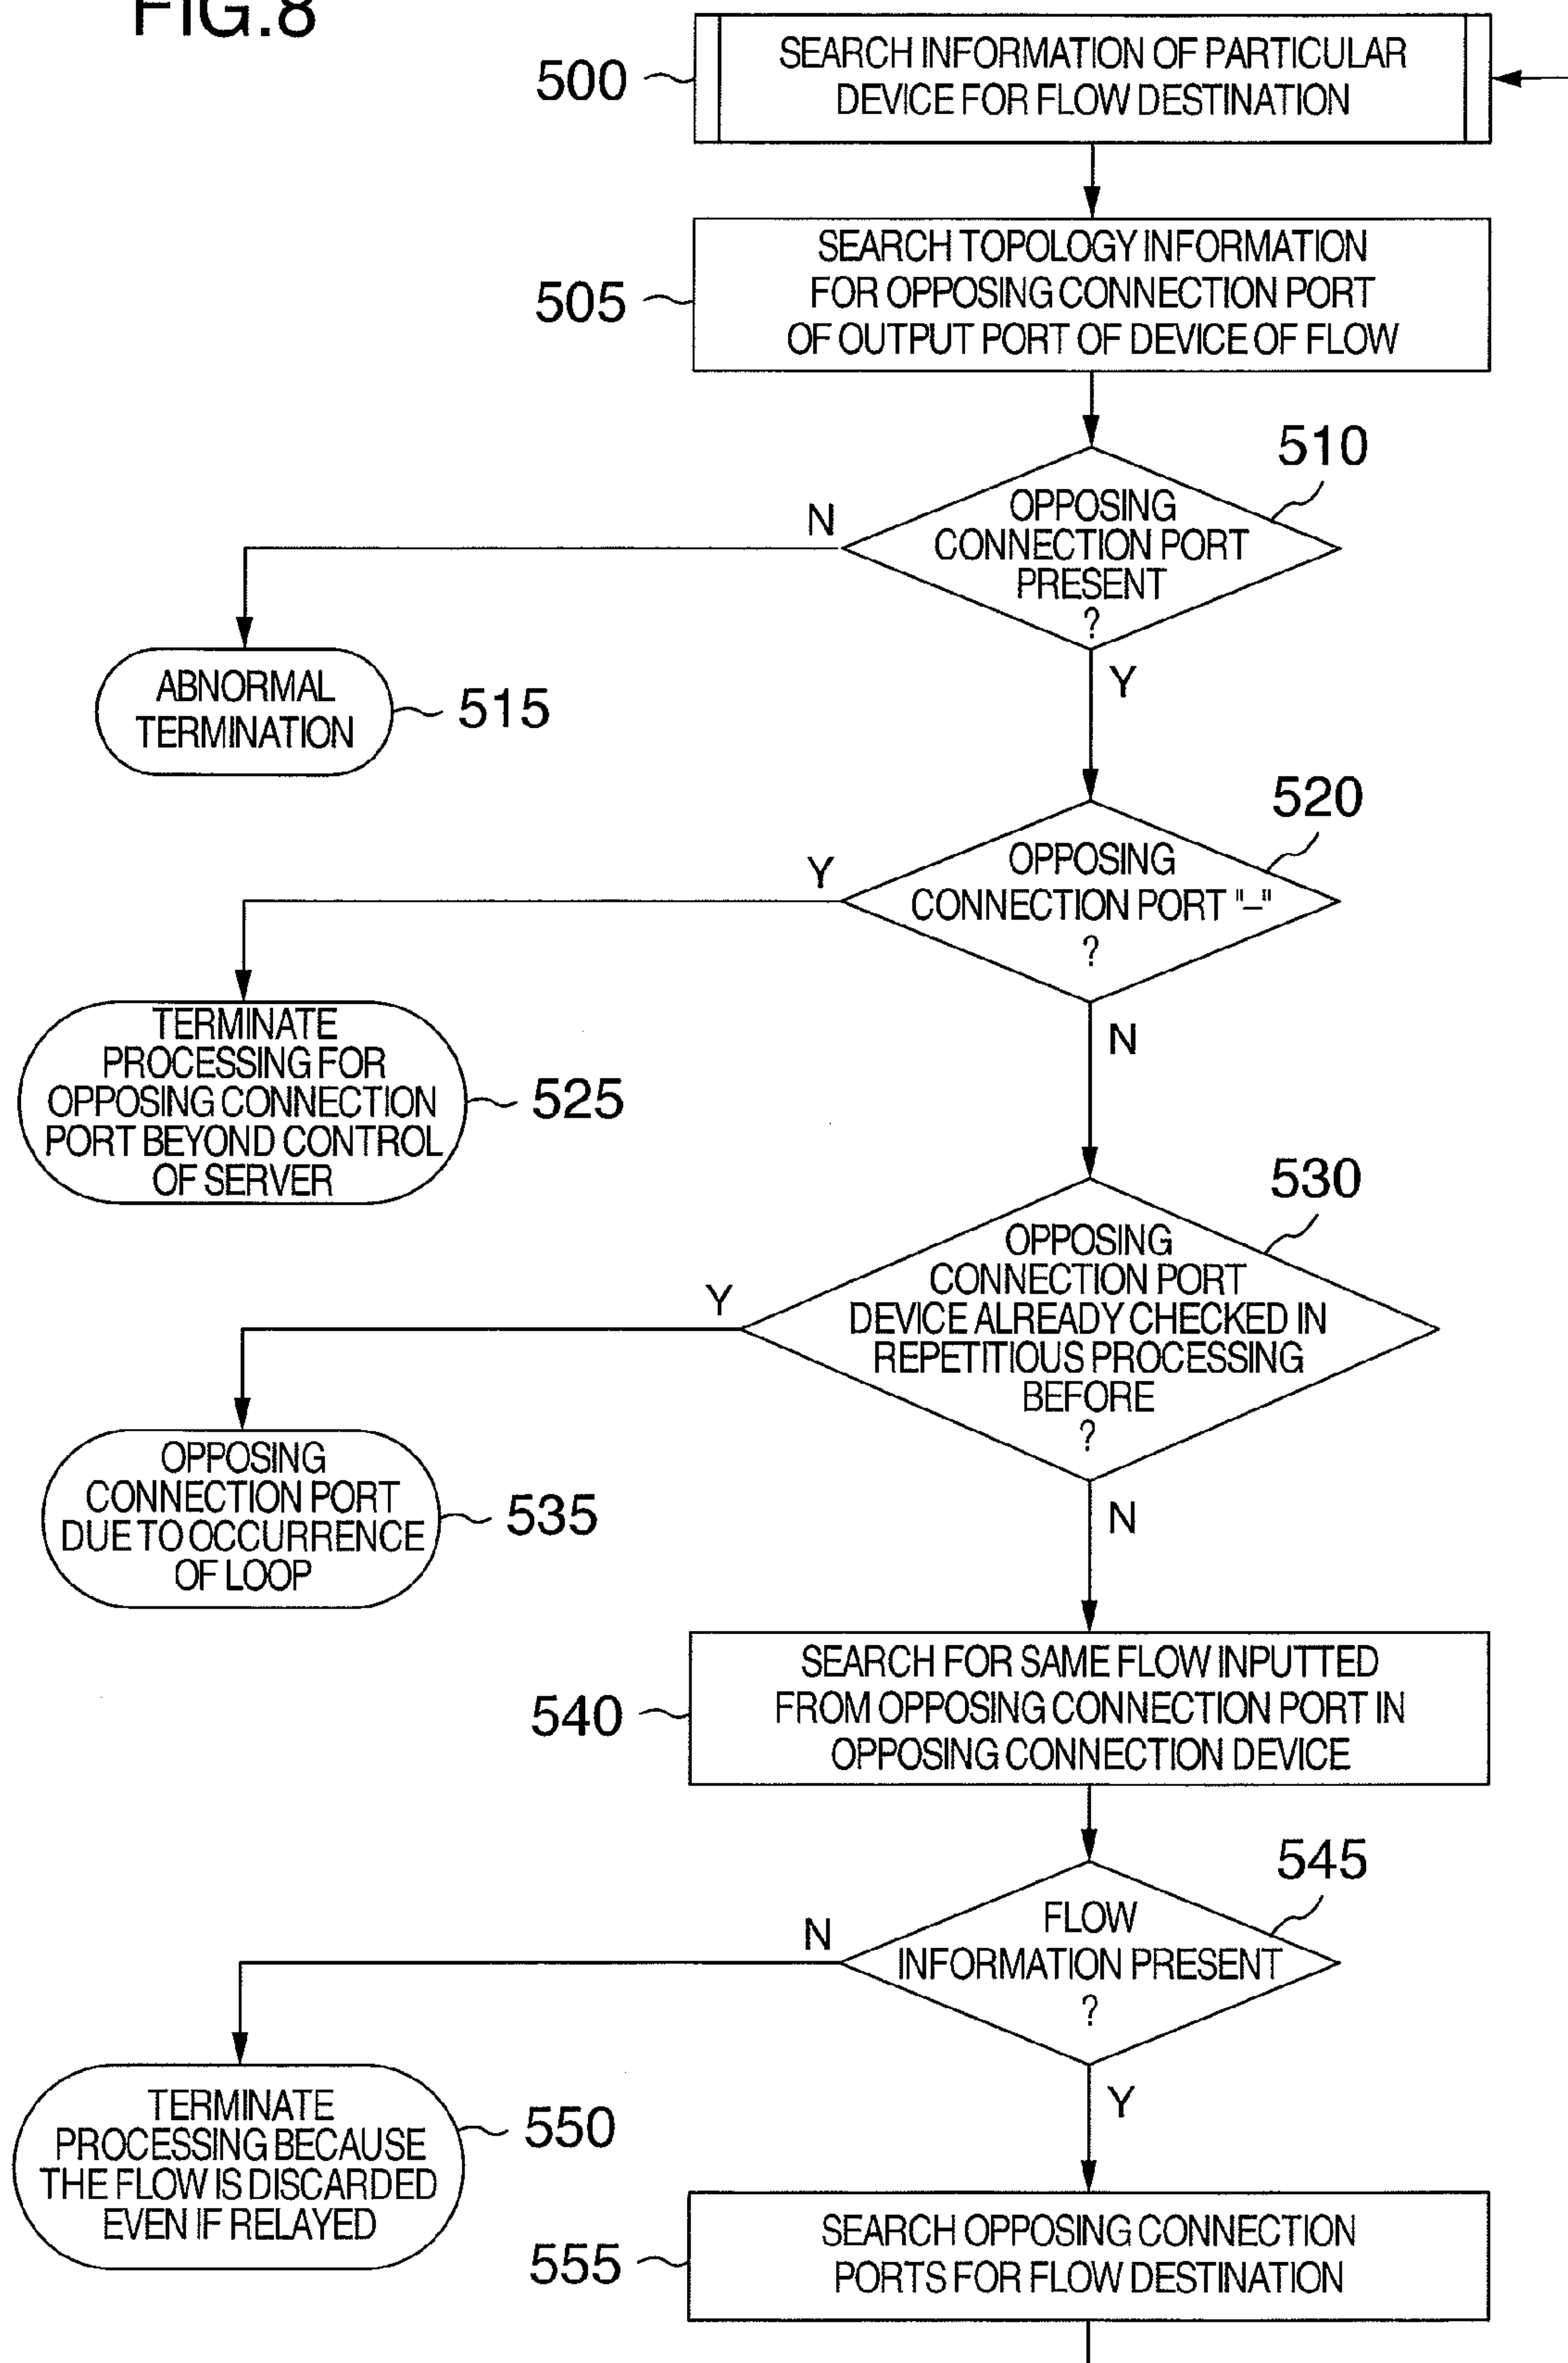 FIG.8
500
SEARCH INFORMATION OF PARTICULAR
DEVICE FOR FLOW DESTINATION
505
SEARCH TOPOLOGY INFORMATION
FOR OPPOSING CONNECTION PORT
OF OUTPUT PORT OF DEVICE OF FLOW
510
OPPOSING
CONNECTION PORT
PRESENT
?
N
Y
ABNORMAL
TERMINATION
515
520
OPPOSING
CONNECTION PORT "–"
?
Y
N
TERMINATE
PROCESSING FOR
OPPOSING CONNECTION
PORT BEYOND CONTROL
OF SERVER
525
530
OPPOSING
CONNECTION PORT
DEVICE ALREADY CHECKED IN
REPETITIOUS PROCESSING
BEFORE
?
Y
N
OPPOSING
CONNECTION PORT
DUE TO OCCURRENCE
OF LOOP
535
540
SEARCH FOR SAME FLOW INPUTTED
FROM OPPOSING CONNECTION PORT IN
OPPOSING CONNECTION DEVICE
545
FLOW
INFORMATION PRESENT
?
N
Y
TERMINATE
PROCESSING BECAUSE
THE FLOW IS DISCARDED
EVEN IF RELAYED
550
555
SEARCH OPPOSING CONNECTION
PORTS FOR FLOW DESTINATION